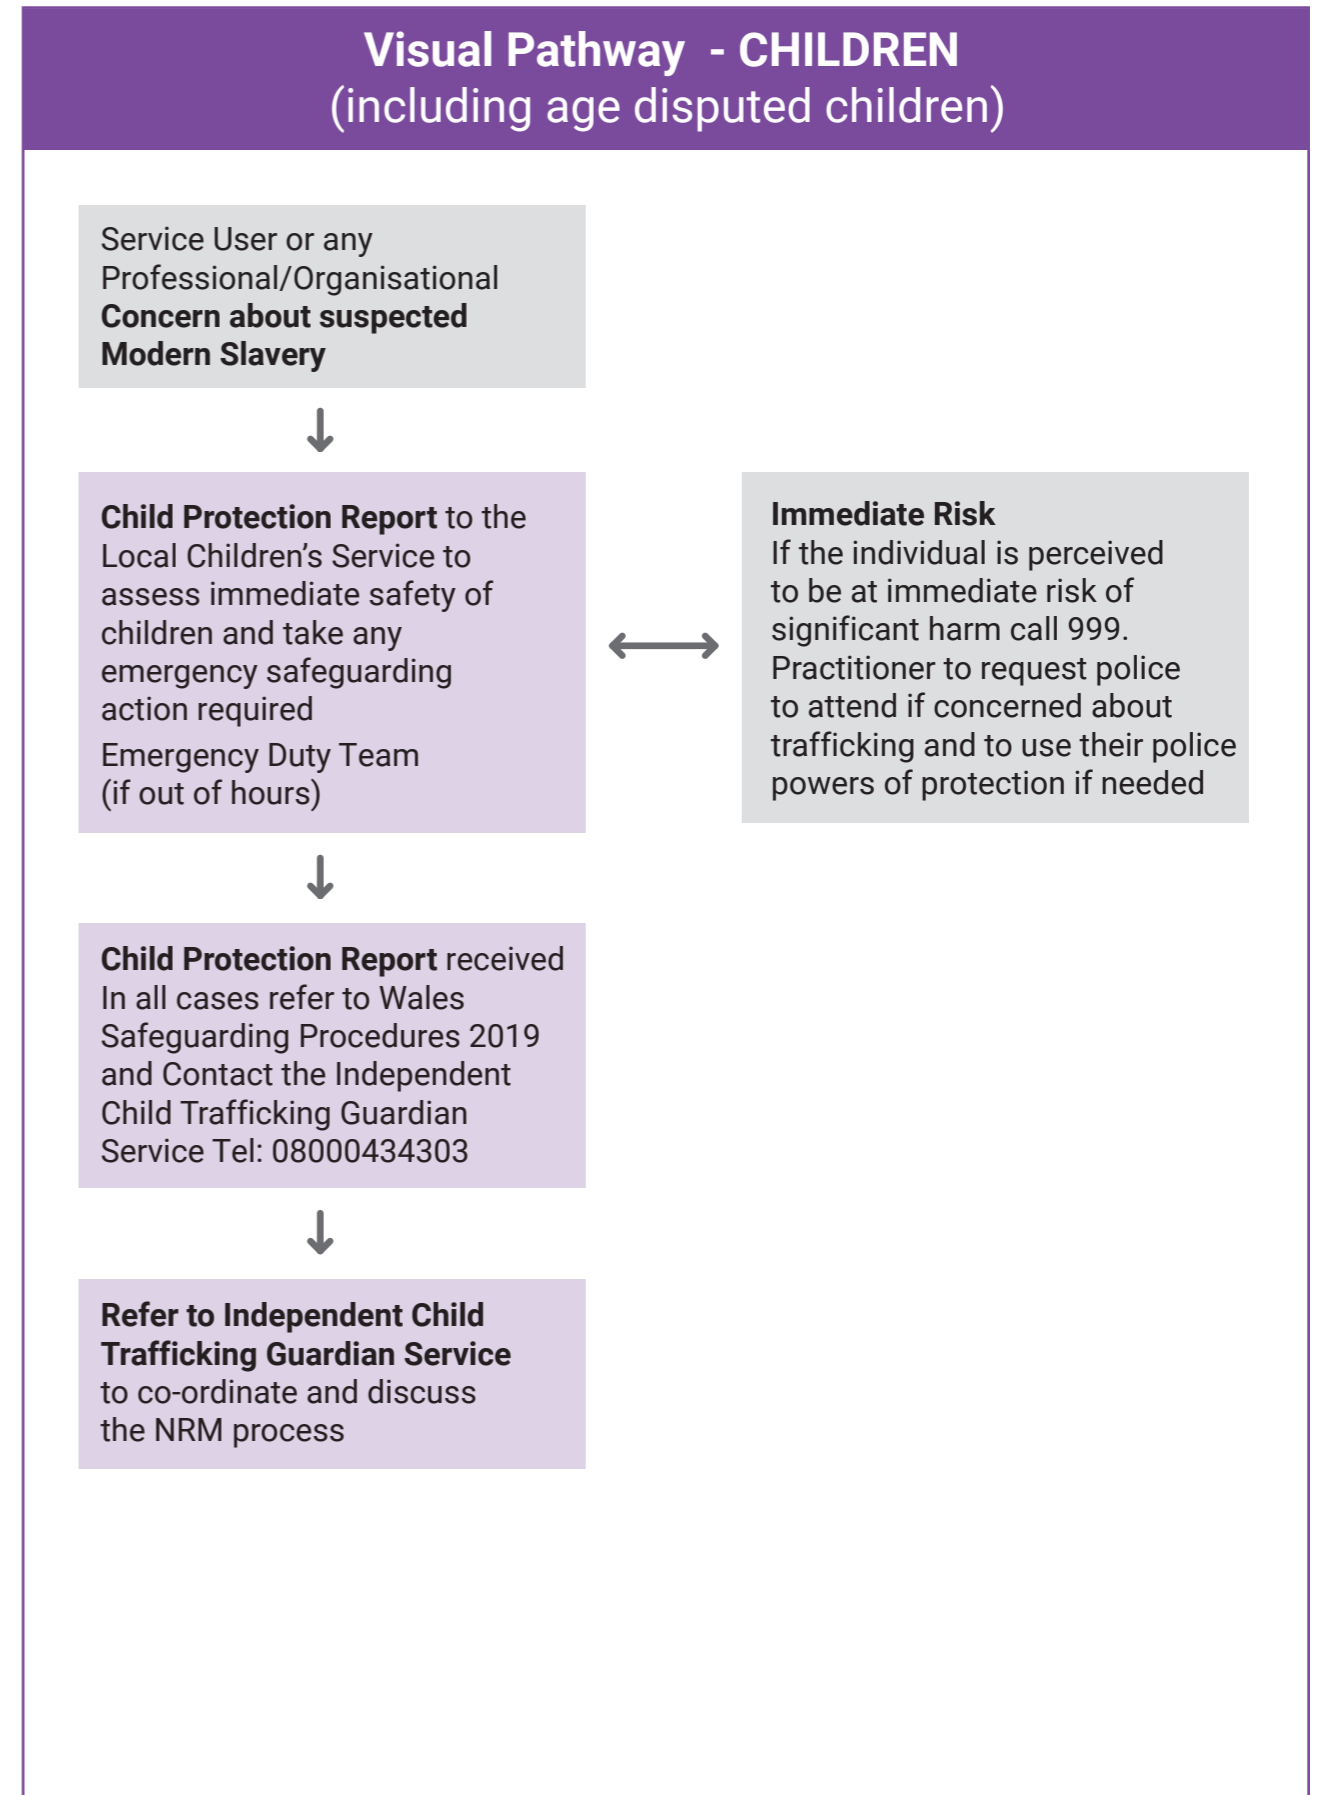 Visual Pathway - CHILDREN
(including age disputed children)
Service User or any
Professional/Organisational
Concern about suspected
Modern Slavery
Child Protection Report to the
Local Children’s Service to
assess immediate safety of
children and take any
emergency safeguarding
action required
Emergency Duty Team
(if out of hours)
Immediate Risk
If the individual is perceived
to be at immediate risk of
significant harm call 999.
Practitioner to request police
to attend if concerned about
trafficking and to use their police
powers of protection if needed
Child Protection Report received
In all cases refer to Wales
Safeguarding Procedures 2019
and Contact the Independent
Child Trafficking Guardian
Service Tel: 08000434303
Refer to Independent Child
Trafficking Guardian Service
to co-ordinate and discuss
the NRM process